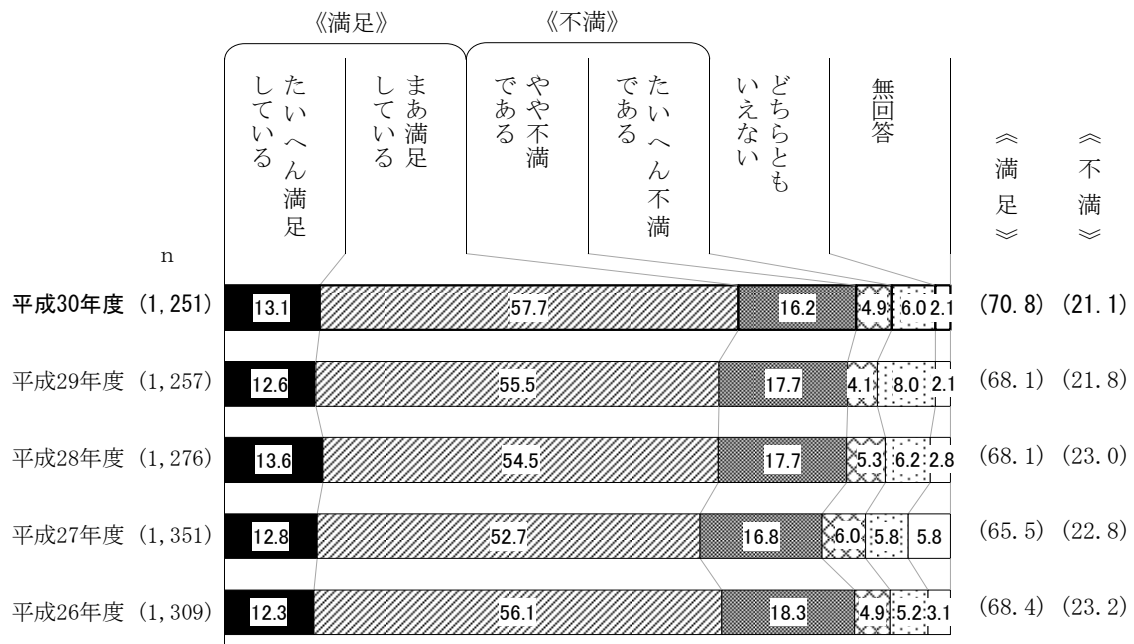 《満足》 《不満》
たいへん満足
している
まあ満足
している
やや不満
である
たいへん不満
である
どちらとも
いえない
無回答
《満足》
《不満》
n
平成30年度 (1,251) 13.1 57.7 16.2 4.9 6.0 2.1 (70.8) (21.1)
平成29年度 (1,257) 12.6 55.5 17.7 4.1 8.0 2.1 (68.1) (21.8)
平成28年度 (1,276) 13.6 54.5 17.7 5.3 6.2 2.8 (68.1) (23.0)
平成27年度 (1,351) 12.8 52.7 16.8 6.0 5.8 5.8 (65.5) (22.8)
平成26年度 (1,309) 12.3 56.1 18.3 4.9 5.2 3.1 (68.4) (23.2)